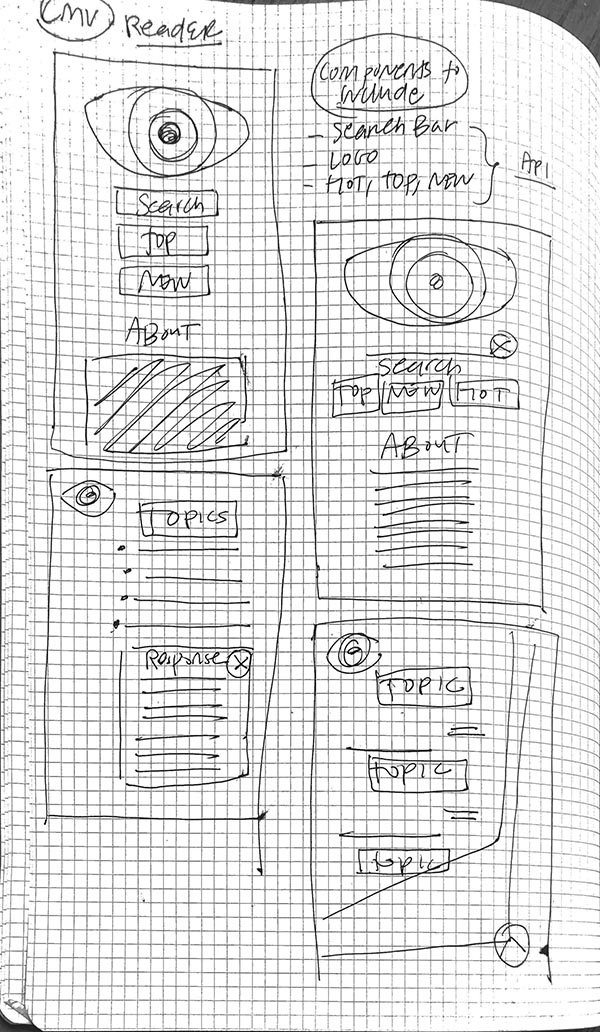 CMV Reader
Components to include
- Search Bar
- Logo
- HOT, TOP, NEW
API
Search
Top
New
About
Search
Top New HOT
About
Topics
Response
Topic
Topic
Topic